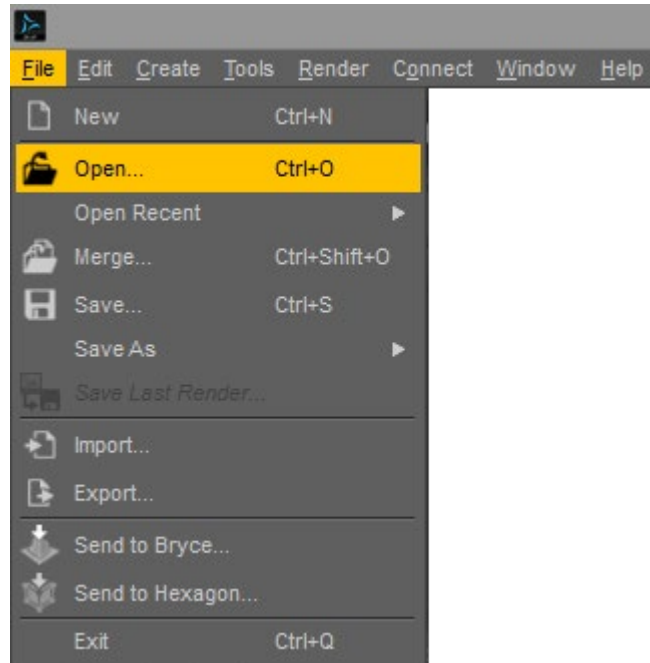 File Edit Create Tools Render Connect Window Help
New Ctrl+N
Open... Ctrl+O
Open Recent
Merge... Ctrl+Shift+O
Save... Ctrl+S
Save As
Save Last Render...
Import...
Export...
Send to Bryce...
Send to Hexagon...
Exit Ctrl+Q